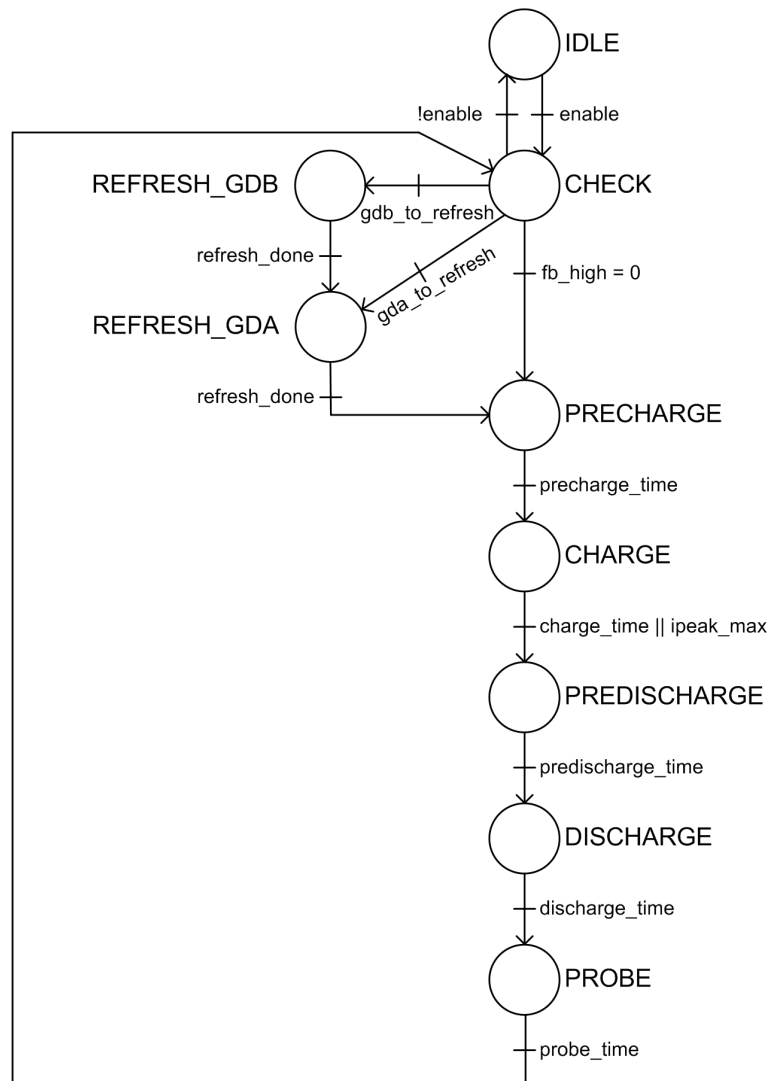 IDLE
!enable
enable
REFRESH_GDB
CHECK
gdb_to_refresh
refresh_done
gda_to_refresh
fb_high = 0
REFRESH_GDA
refresh_done
PRECHARGE
precharge_time
CHARGE
charge_time || ipeak_max
PREDISCHARGE
predischarge_time
DISCHARGE
discharge_time
PROBE
probe_time